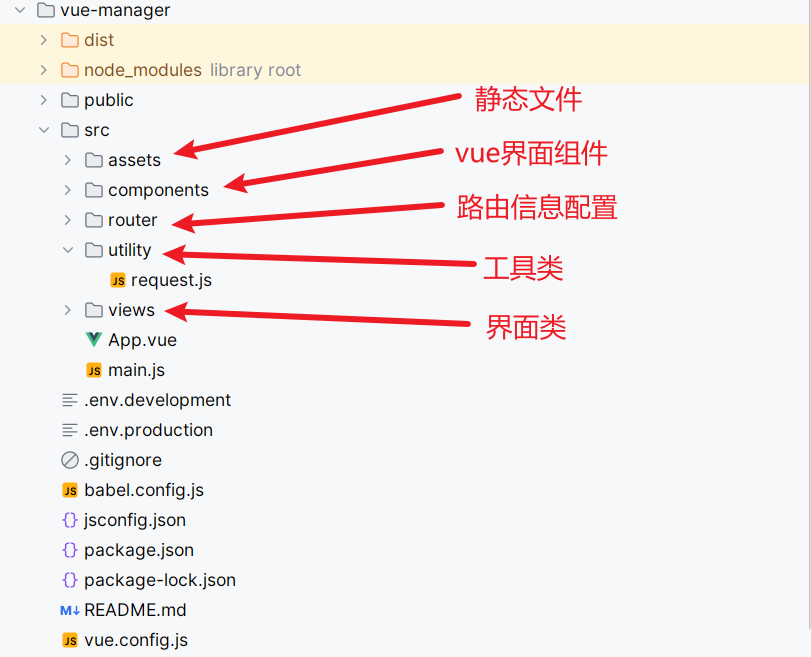 vue-manager
dist
node_modules library root
public
静态文件
src
assets
vue界面组件
components
路由信息配置
router
utility
工具类
JS request.js
views
界面类
App.vue
JS main.js
.env.development
.env.production
.gitignore
JS babel.config.js
{} jsconfig.json
{} package.json
{} package-lock.json
M↓ README.md
JS vue.config.js